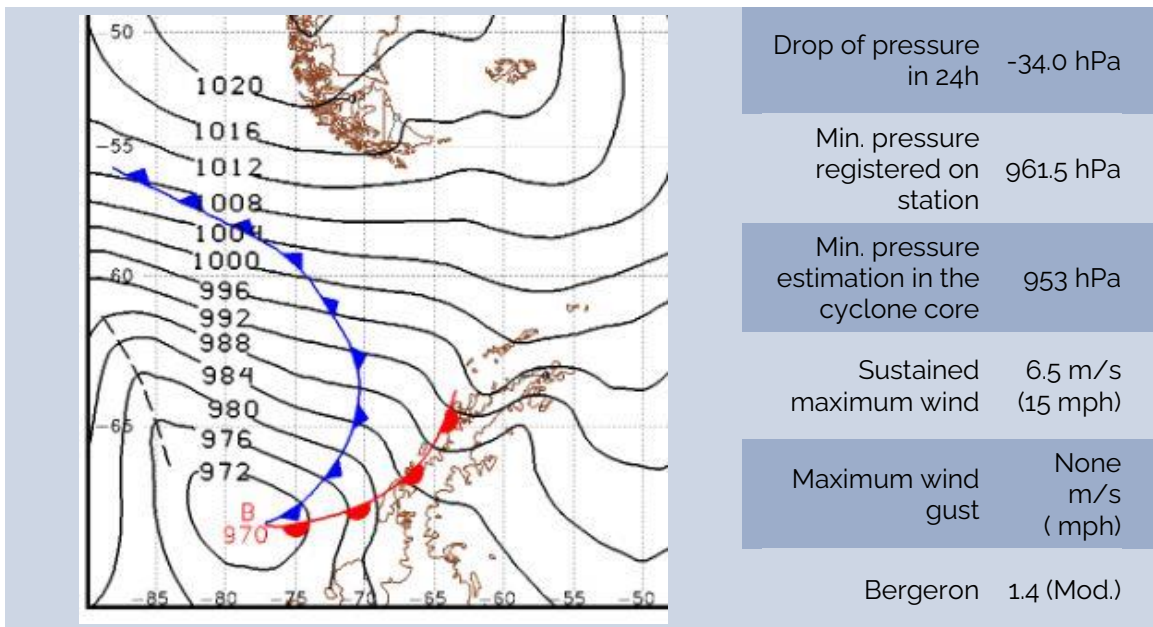 -50
1020
1016
-55
1012
1008
1004
1000
-60
996
992
988
984
980
-65
976
972
B
970
-85 -80 -75 -70 -65 -60 -55 -50
Drop of pressure
in 24h
-34.0 hPa
Min. pressure
registered on
station
961.5 hPa
Min. pressure
estimation in the
cyclone core
953 hPa
Sustained
maximum wind
6.5 m/s
(15 mph)
Maximum wind
gust
None
m/s
( mph)
Bergeron
1.4 (Mod.)